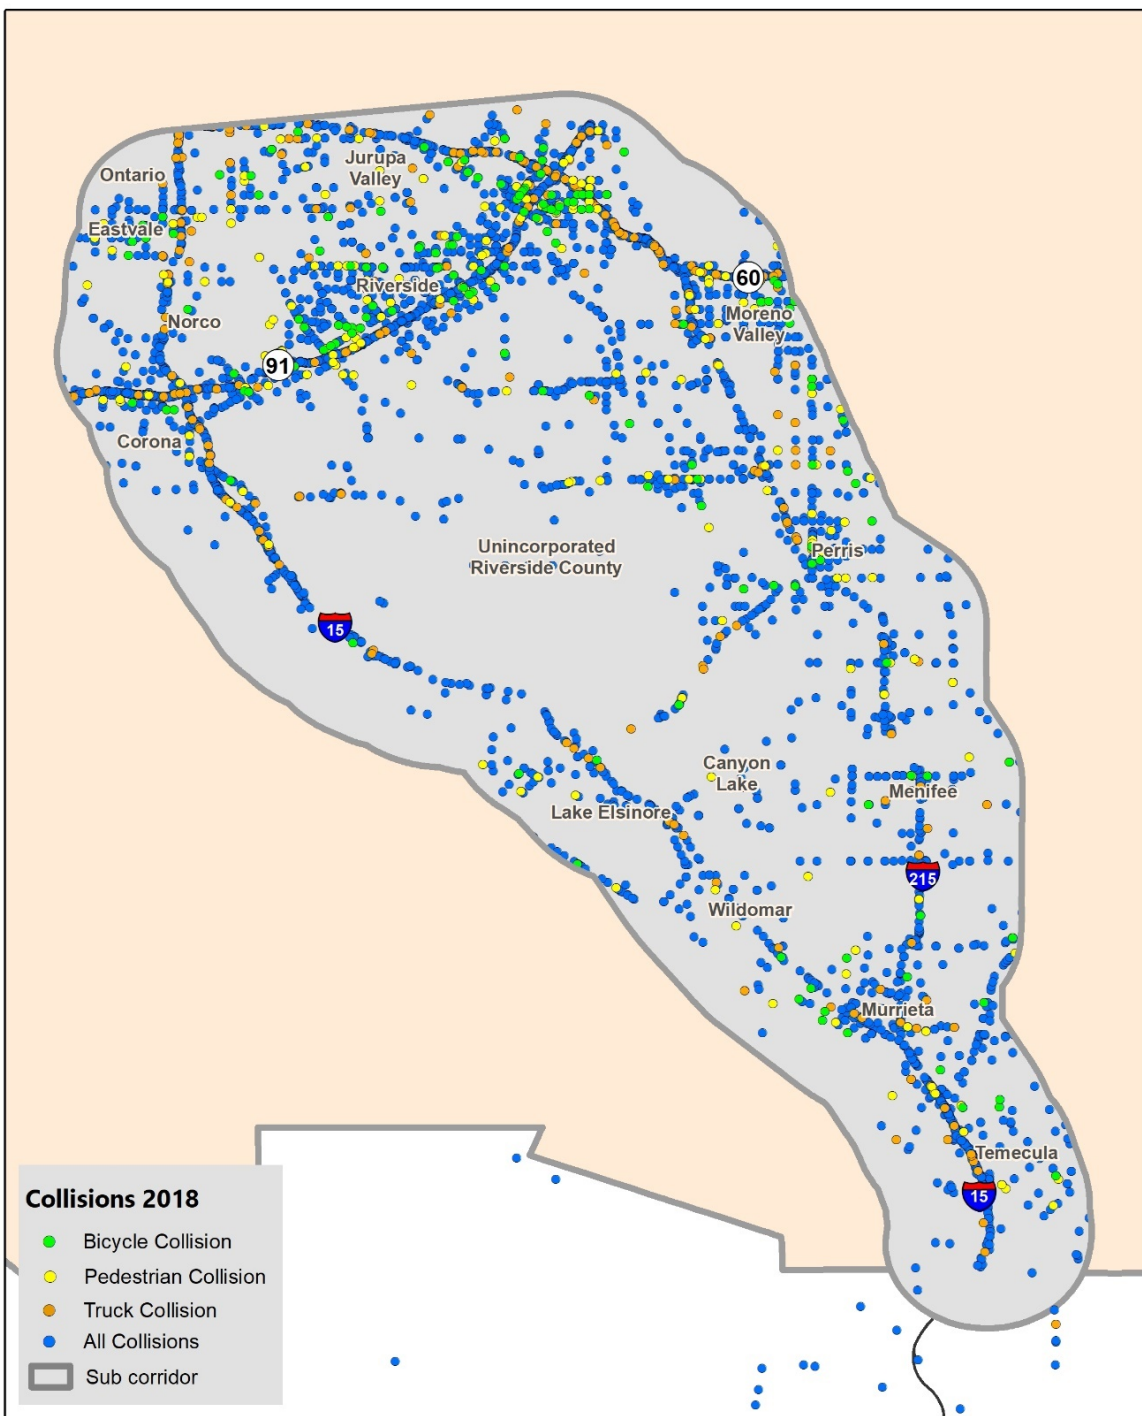 Ontario
Jurupa
Valley
Eastvale
Riverside
60
Norco
Moreno
Valley
91
Corona
Unincorporated
Riverside County
Perris
15
Canyon
Lake
Menifee
Lake Elsinore
215
Wildomar
Murrieta
Temecula
15
Collisions 2018
Bicycle Collision
Pedestrian Collision
Truck Collision
All Collisions
Sub corridor